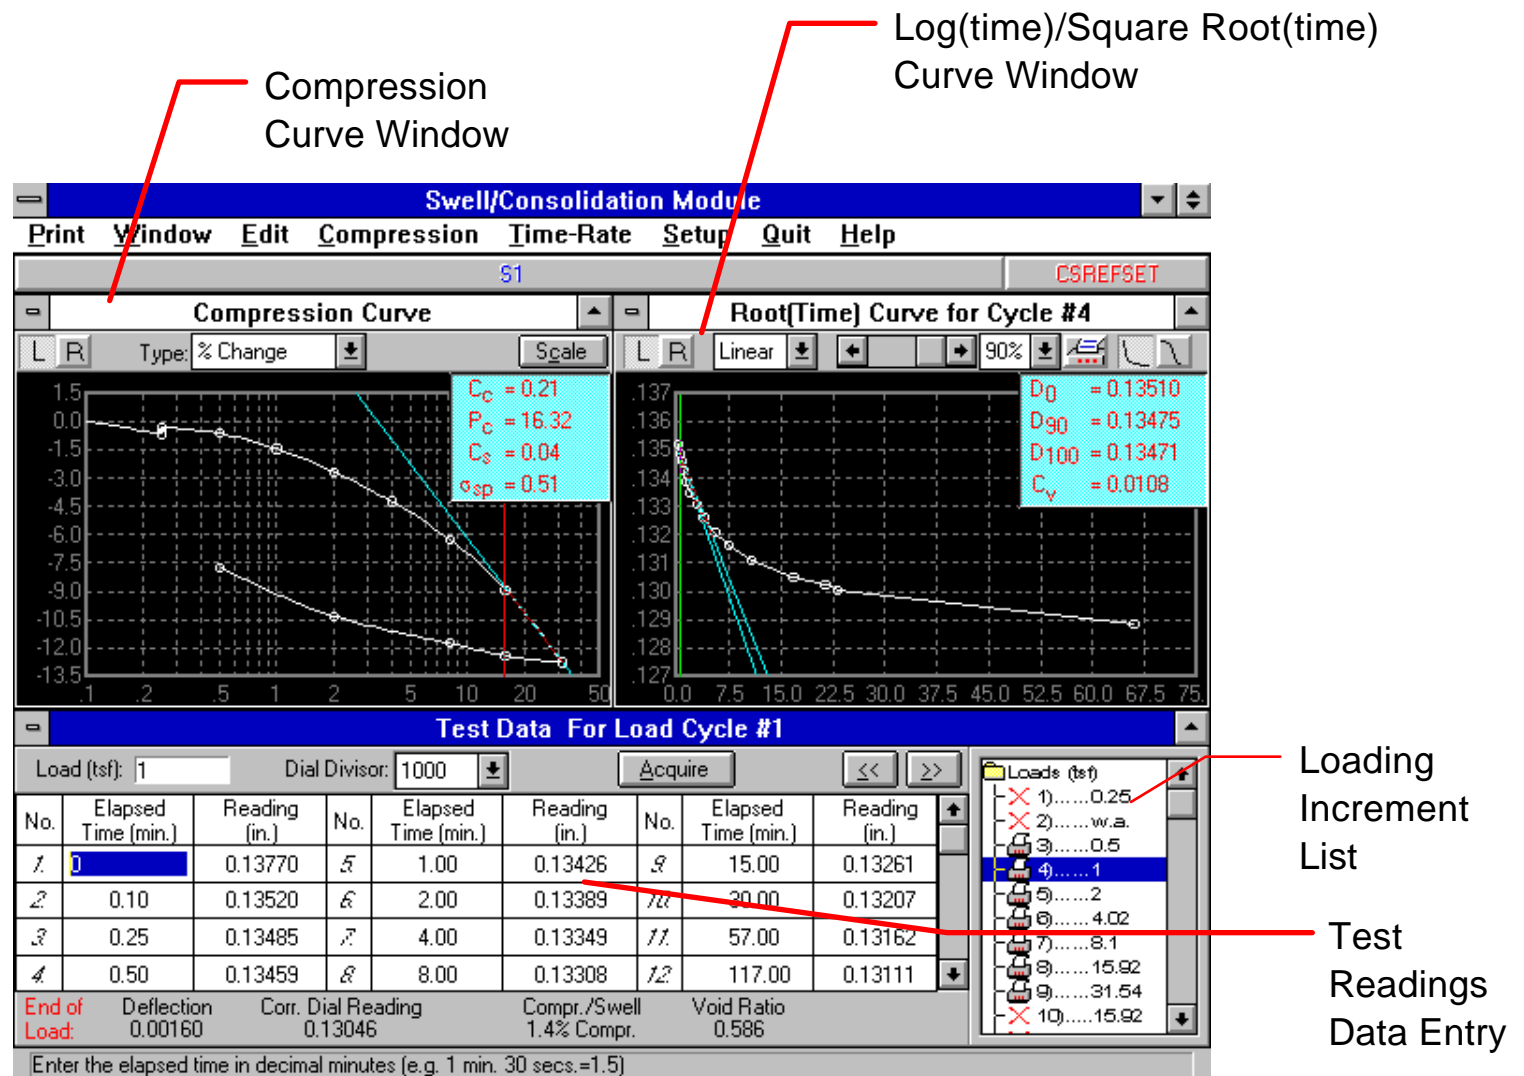 Log(time)/Square Root(time)
Curve Window
Compression
Curve Window
Swell/Consolidation Module
Print Window Edit Compression Time-Rate Setup Quit Help
S1 CSREFSET
Compression Curve
L R Type: % Change Scale
Cc = 0.21
Pc = 16.32
Cs = 0.04
σsp = 0.51
1.5
0.0
-1.5
-3.0
-4.5
-6.0
-7.5
-9.0
-10.5
-12.0
-13.5
.1 .2 .5 1 2 5 10 20 50
Root(Time) Curve for Cycle #4
L R Linear 90%
D0 = 0.13510
D90 = 0.13475
D100 = 0.13471
Cv = 0.0108
.137
.136
.135
.134
.133
.132
.131
.130
.129
.128
.127
0.0 7.5 15.0 22.5 30.0 37.5 45.0 52.5 60.0 67.5 75.
Test Data For Load Cycle #1
Load (tsf): 1 Dial Divisor: 1000 Acquire << >>
No. Elapsed Time (min.) Reading (in.) No. Elapsed Time (min.) Reading (in.) No. Elapsed Time (min.) Reading (in.)
1. 0 0.13770 5. 1.00 0.13426 9. 15.00 0.13261
2. 0.10 0.13520 6. 2.00 0.13389 10. 30.00 0.13207
3. 0.25 0.13485 7. 4.00 0.13349 11. 57.00 0.13162
4. 0.50 0.13459 8. 8.00 0.13308 12. 117.00 0.13111
End of Deflection Corr. Dial Reading Compr./Swell Void Ratio
Load: 0.00160 0.13046 1.4% Compr. 0.586
Loads (tsf)
1)......0.25
2)......w.a.
3)......0.5
4)......1
5)......2
6)......4.02
7)......8.1
8)......15.92
9)......31.54
10).....15.92
Enter the elapsed time in decimal minutes (e.g. 1 min. 30 secs.=1.5)
Loading
Increment
List
Test
Readings
Data Entry